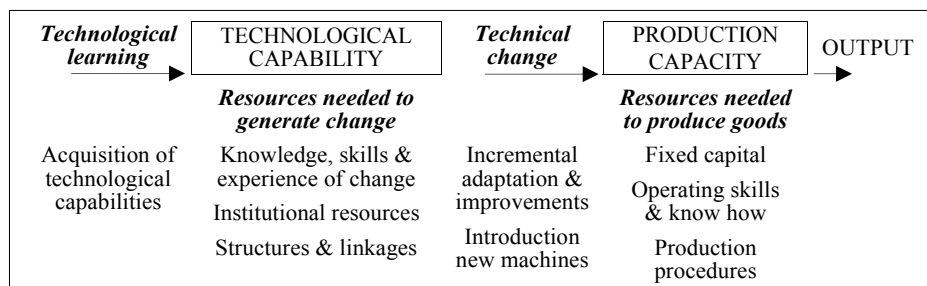 Technological
learning
TECHNOLOGICAL
CAPABILITY
Technical
change
PRODUCTION
CAPACITY
OUTPUT
Resources needed to
generate change
Resources needed
to produce goods
Acquisition of
technological
capabilities
Knowledge, skills &
experience of change
Institutional resources
Structures & linkages
Incremental
adaptation &
improvements
Introduction
new machines
Fixed capital
Operating skills
& know how
Production
procedures